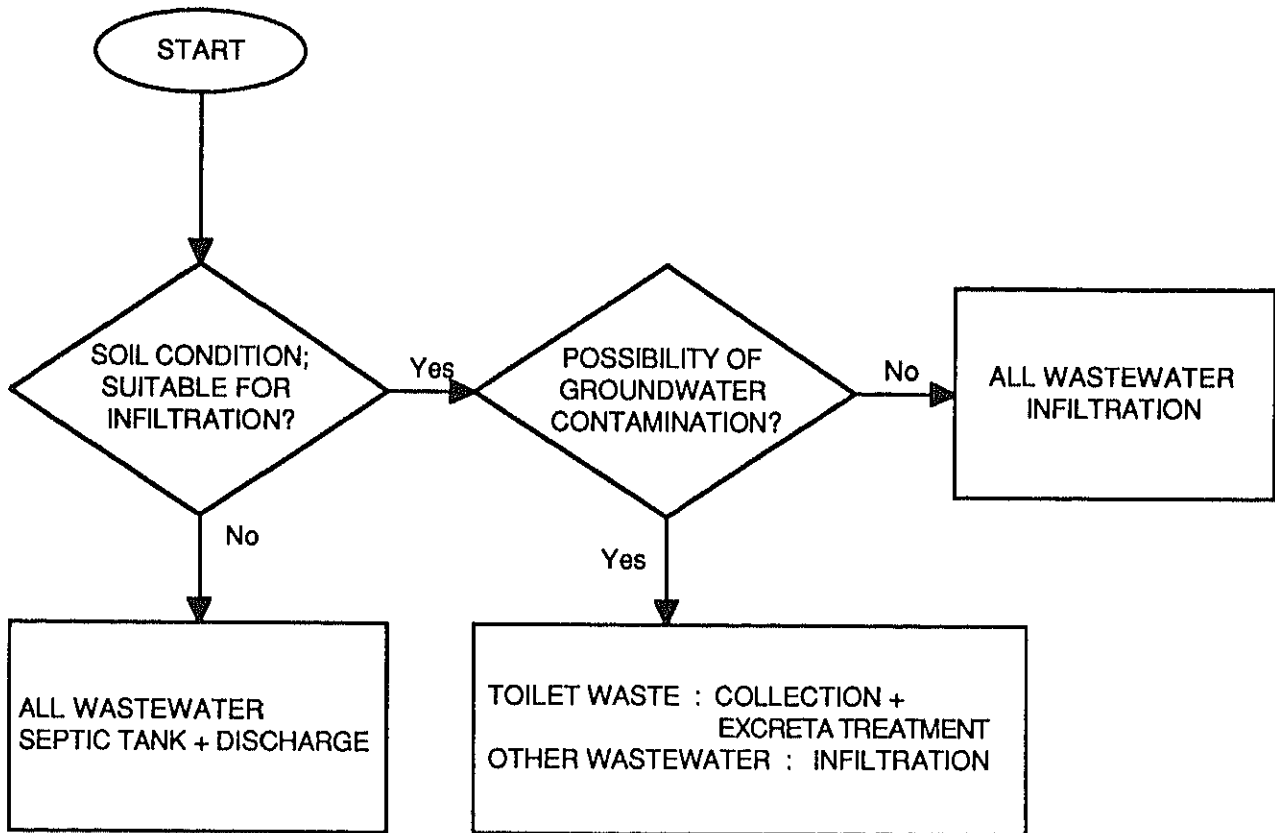 START
SOIL CONDITION;
SUITABLE FOR
INFILTRATION?
Yes
POSSIBILITY OF
GROUNDWATER
CONTAMINATION?
No
ALL WASTEWATER
INFILTRATION
No
Yes
ALL WASTEWATER
SEPTIC TANK + DISCHARGE
TOILET WASTE : COLLECTION +
EXCRETA TREATMENT
OTHER WASTEWATER : INFILTRATION